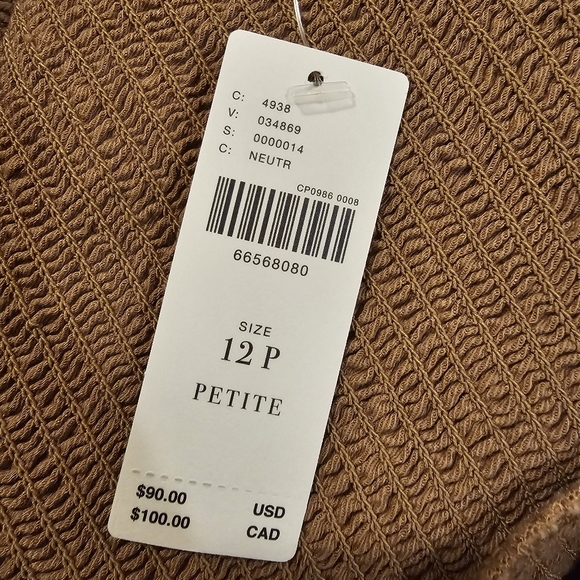 C: 4938
V: 034869
S: 0000014
C: NEUTR
CP0986 0008
66568080
SIZE
12 P
PETITE
$90.00 USD
$100.00 CAD